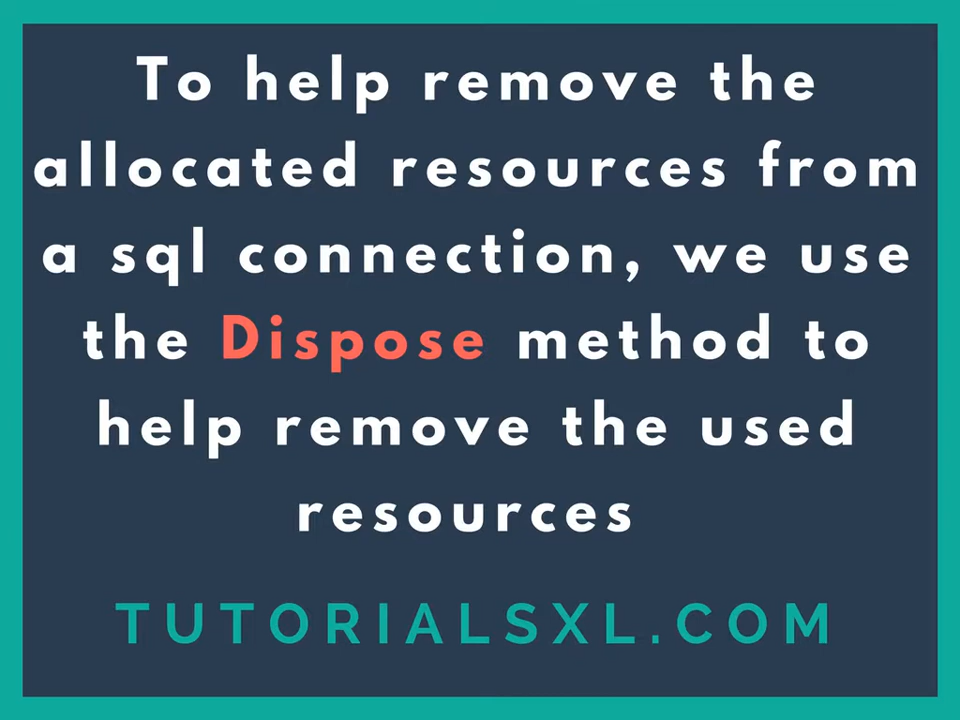 To help remove the
allocated resources from
a sql connection, we use
the Dispose method to
help remove the used
resources
TUTORIALSXL.COM